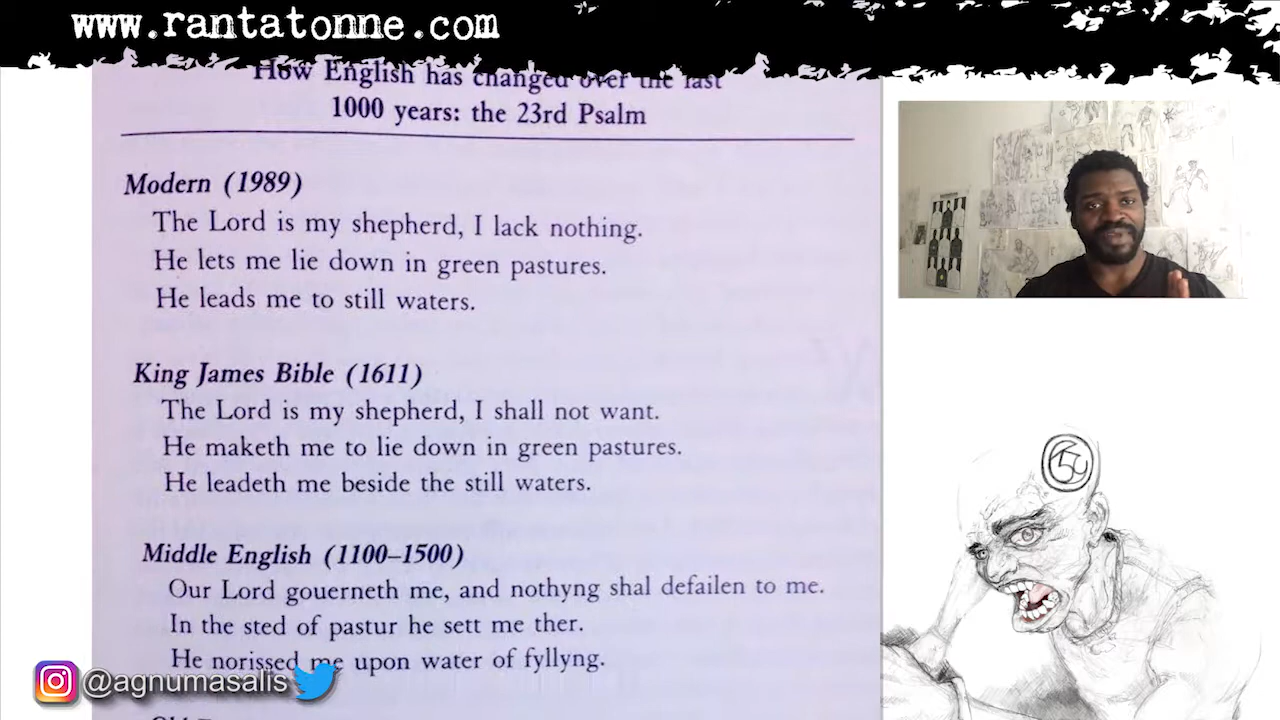 www.rantatonne.com
How English has changed over the last
1000 years: the 23rd Psalm
Modern (1989)
The Lord is my shepherd, I lack nothing.
He lets me lie down in green pastures.
He leads me to still waters.
King James Bible (1611)
The Lord is my shepherd, I shall not want.
He maketh me to lie down in green pastures.
He leadeth me beside the still waters.
Middle English (1100–1500)
Our Lord gouerneth me, and nothyng shal defailen to me.
In the sted of pastur he sett me ther.
He norissed me upon water of fyllyng.
@agnumasalis